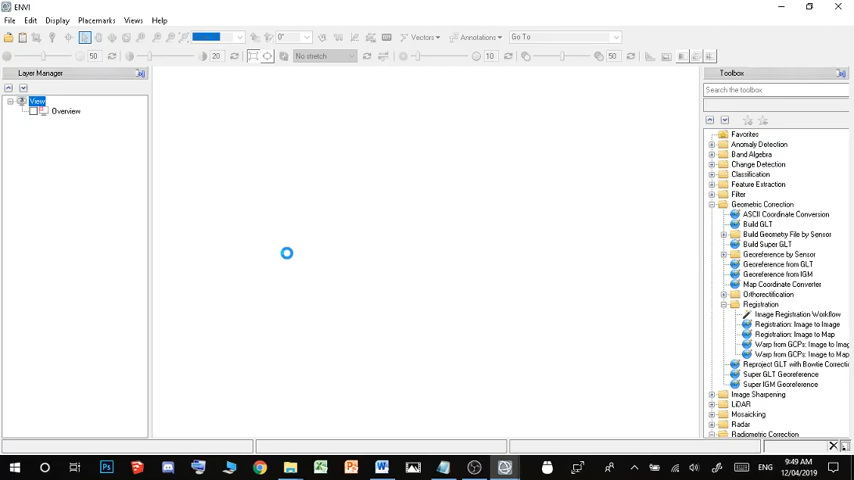 ENVI
File Edit Display Placemarks Views Help
0° Vectors Annotations Go To
50 20 No stretch 10 50
Layer Manager
View
Overview
Toolbox
Search the toolbox
Favorites
Anomaly Detection
Band Algebra
Change Detection
Classification
Feature Extraction
Filter
Geometric Correction
ASCII Coordinate Conversion
Build GLT
Build Geometry File by Sensor
Build Super GLT
Georeference by Sensor
Georeference from GLT
Georeference from IGM
Map Coordinate Converter
Orthorectification
Registration
Image Registration Workflow
Registration: Image to Image
Registration: Image to Map
Warp from GCPs: Image to Imag
Warp from GCPs: Image to Map
Reproject GLT with Bowtie Correcti
Super GLT Georeference
Super IGM Georeference
Image Sharpening
LiDAR
Mosaicking
Radar
Radiometric Correction
Ps
ENG
9:49 AM
12/04/2019